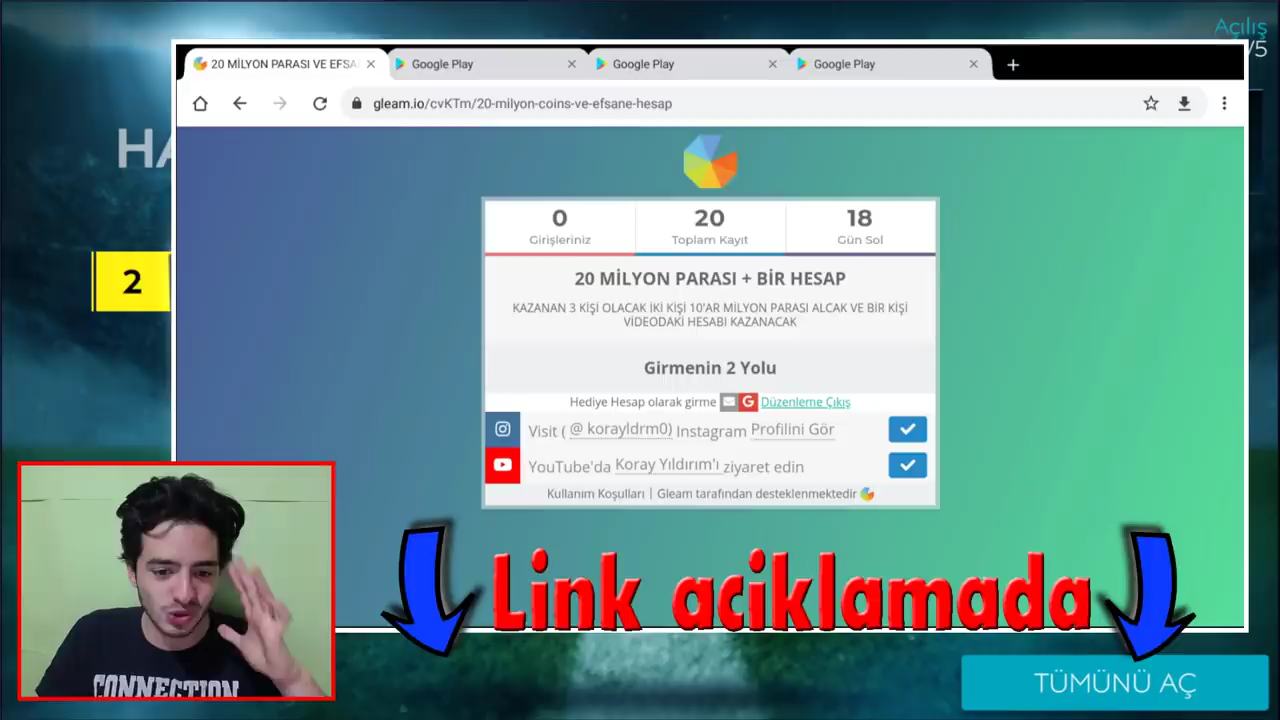 Açılış
/5
20 MİLYON PARASI VE EFSA
Google Play
Google Play
Google Play
gleam.io/cvKTm/20-milyon-coins-ve-efsane-hesap
HA
0
Girişleriniz
20
Toplam Kayıt
18
Gün Sol
20 MİLYON PARASI + BİR HESAP
2
KAZANAN 3 KİŞİ OLACAK İKİ KİŞİ 10'AR MİLYON PARASI ALCAK VE BİR KİŞİ
VİDEODAKİ HESABI KAZANACAK
Girmenin 2 Yolu
Hediye Hesap olarak girme G Düzenleme Çıkış
Visit ( @ korayldrm0) Instagram Profilini Gör
YouTube'da Koray Yıldırım'ı ziyaret edin
Kullanım Koşulları | Gleam tarafından desteklenmektedir
Link aciklamada
CONNECTION
TÜMÜNÜ AÇ